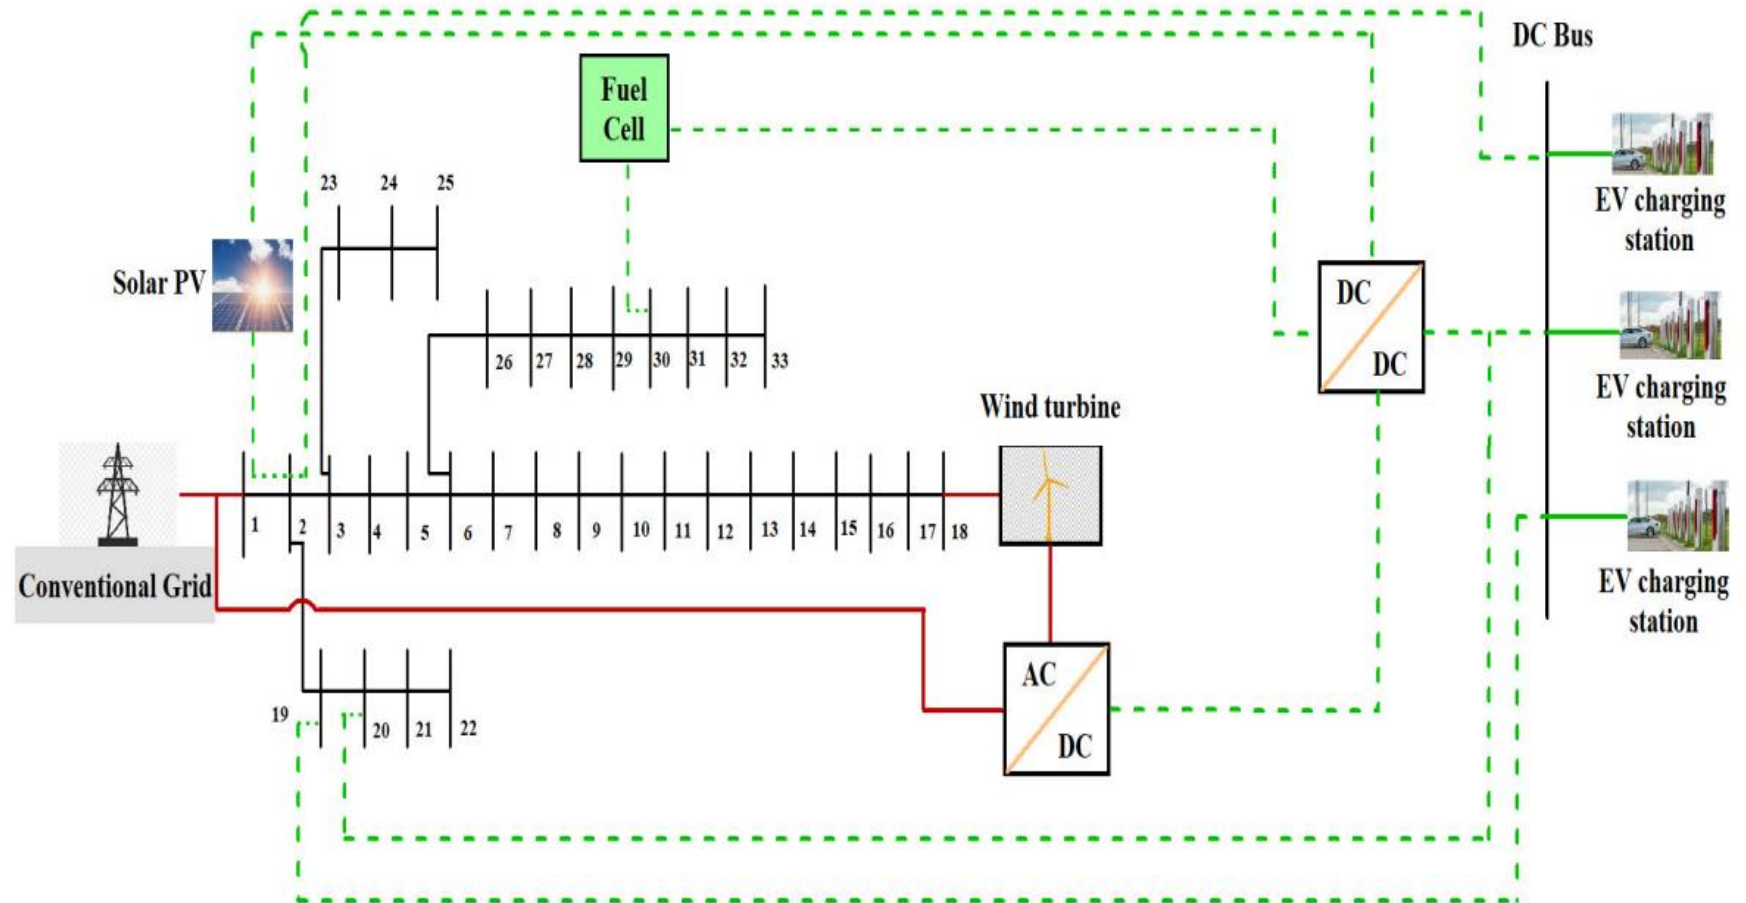 DC Bus
Fuel
Cell
EV charging
station
23 24 25
Solar PV
DC
DC
26 27 28 29 30 31 32 33
EV charging
station
Wind turbine
1 2 3 4 5 6 7 8 9 10 11 12 13 14 15 16 17 18
Conventional Grid
EV charging
station
AC
DC
19 20 21 22